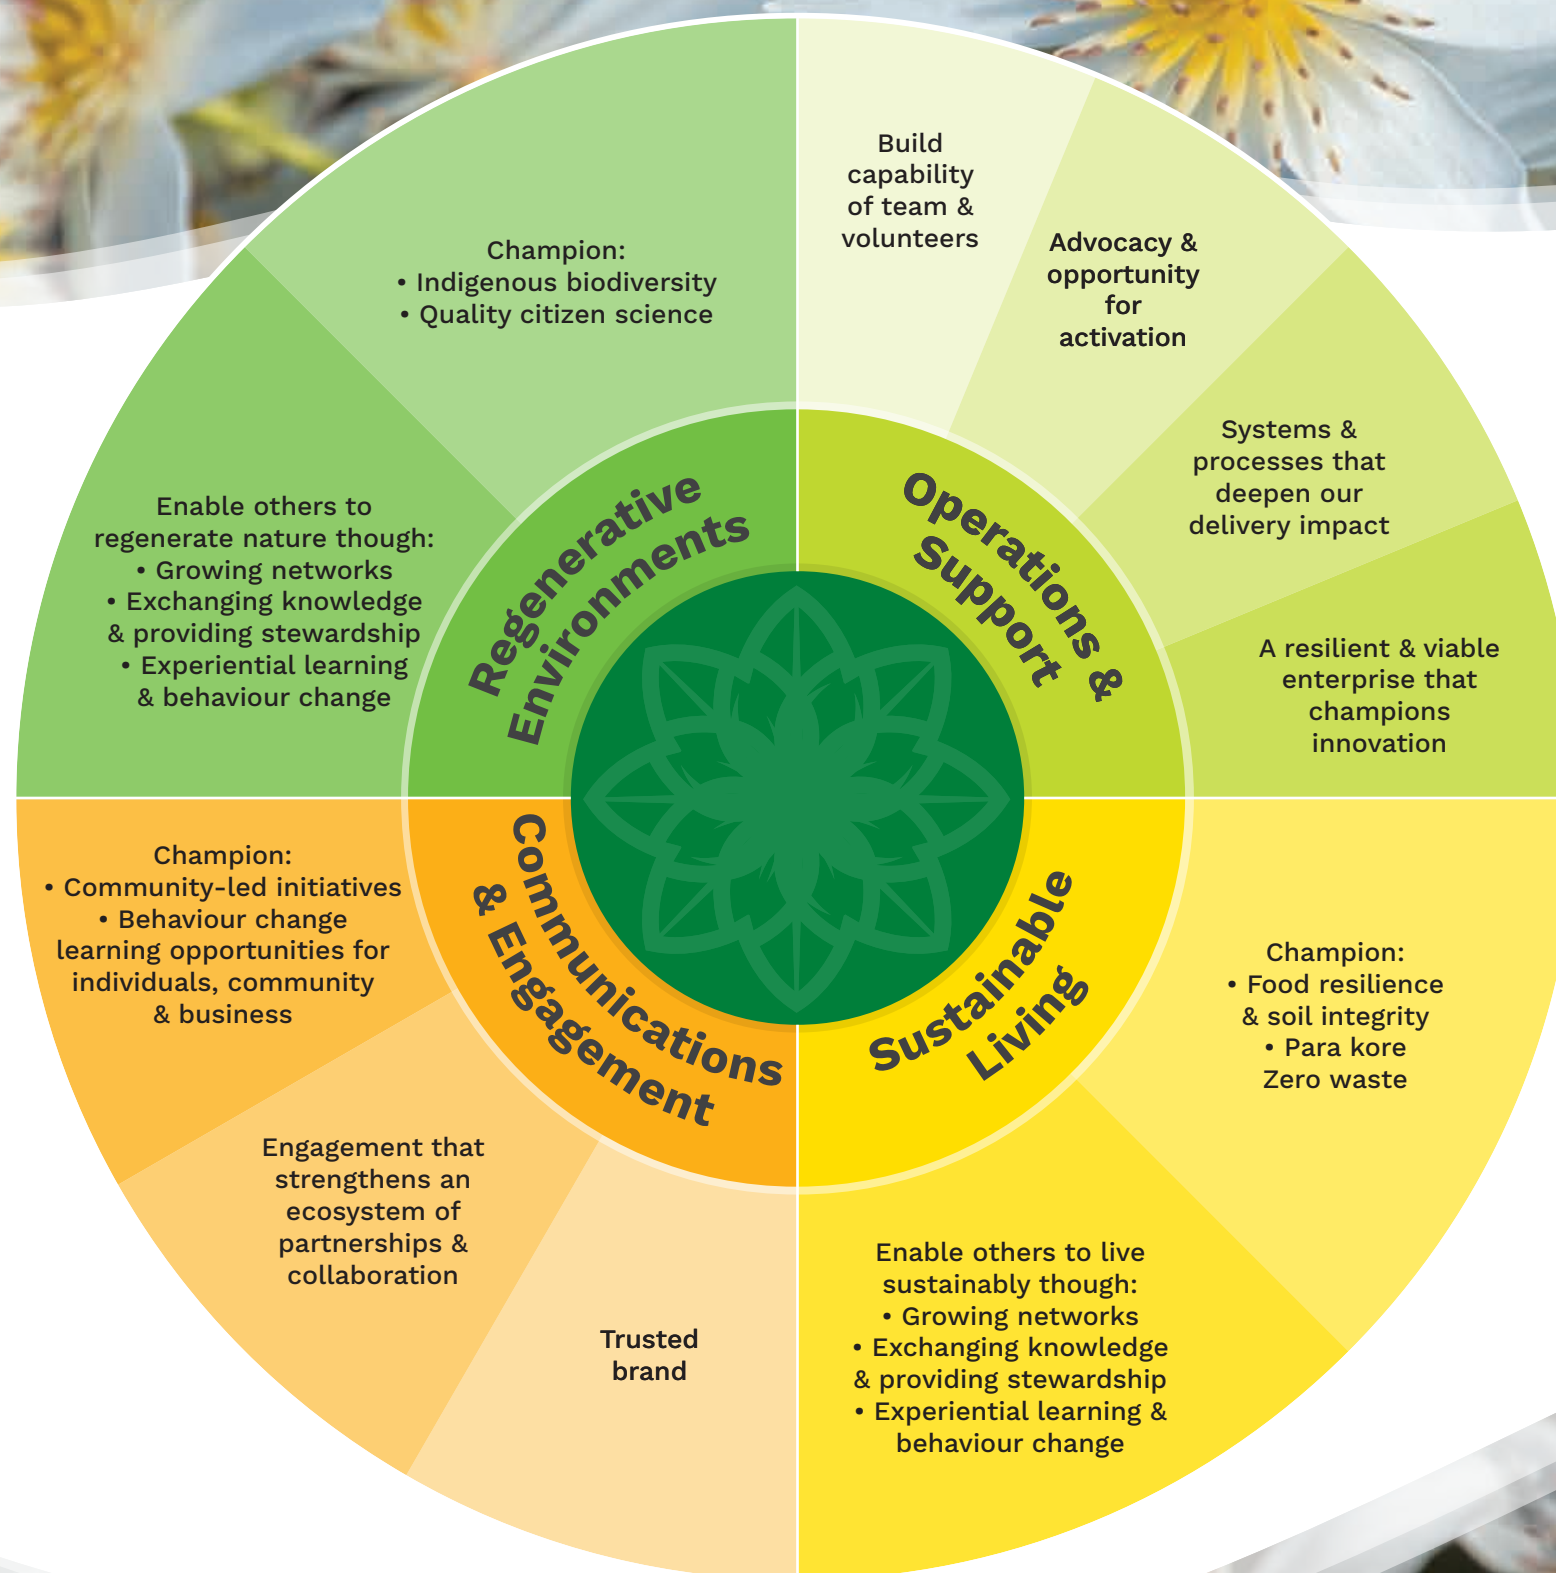 Build
capability
of team &
volunteers
Advocacy &
opportunity
for
activation
Systems &
processes that
deepen our
delivery impact
A resilient & viable
enterprise that
champions
innovation
Operations &
Support
Champion:
• Indigenous biodiversity
• Quality citizen science
Enable others to
regenerate nature though:
• Growing networks
• Exchanging knowledge
& providing stewardship
• Experiential learning
& behaviour change
Regenerative
Environments
Champion:
• Community-led initiatives
• Behaviour change
learning opportunities for
individuals, community
& business
Engagement that
strengthens an
ecosystem of
partnerships &
collaboration
Trusted
brand
Communications
& Engagement
Sustainable
Living
Champion:
• Food resilience
& soil integrity
• Para kore
Zero waste
Enable others to live
sustainably though:
• Growing networks
• Exchanging knowledge
& providing stewardship
• Experiential learning &
behaviour change